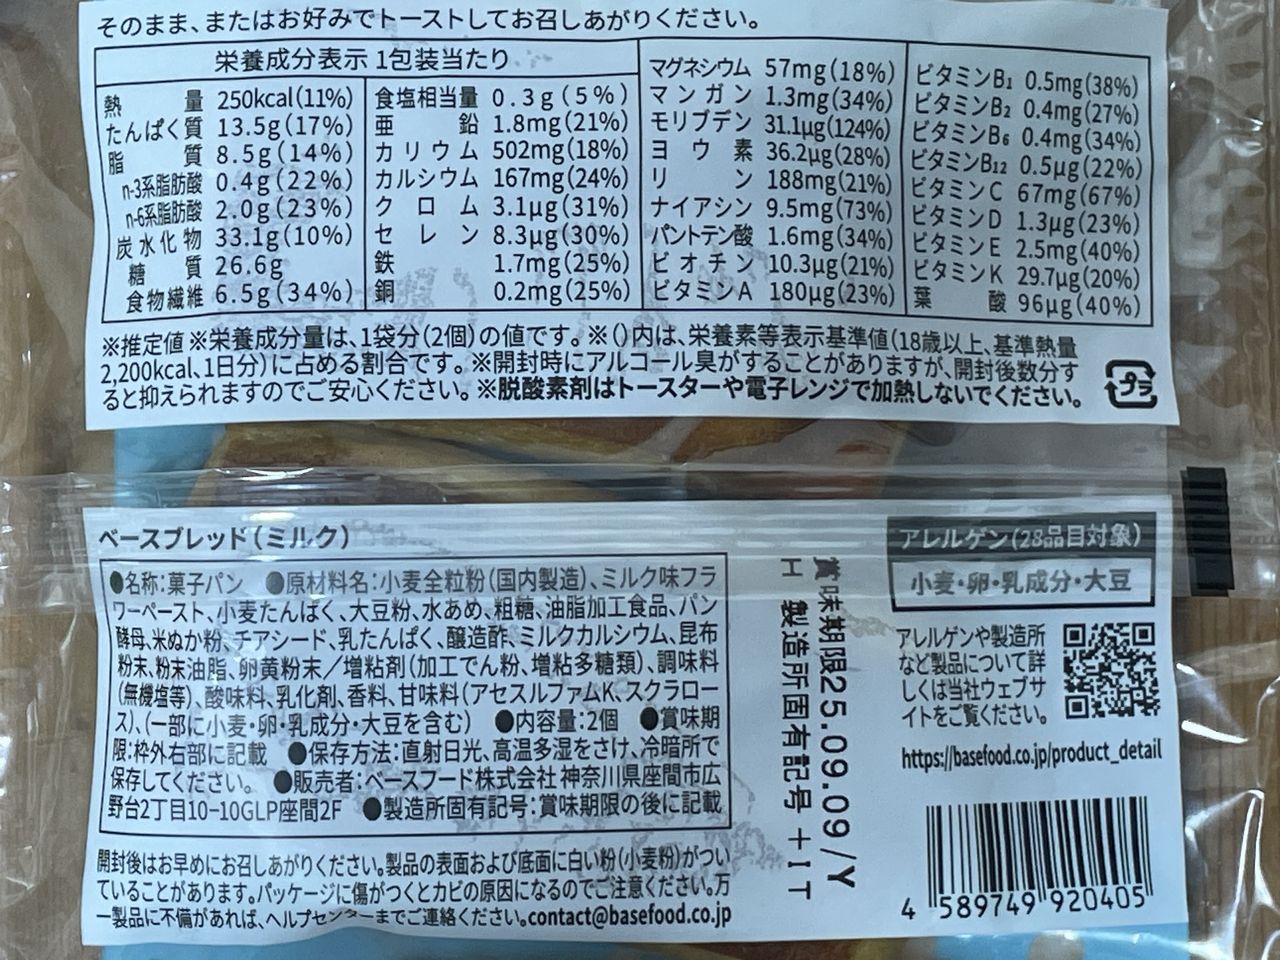 そのまま、またはお好みでトーストしてお召しあがりください。
栄養成分表示 1包装当たり
熱量 250kcal(11%)
たんぱく質 13.5g(17%)
脂質 8.5g(14%)
n-3系脂肪酸 0.4g(22%)
n-6系脂肪酸 2.0g(23%)
炭水化物 33.1g(10%)
糖質 26.6g
食物繊維 6.5g(34%)
食塩相当量 0.3g(5%)
亜鉛 1.8mg(21%)
カリウム 502mg(18%)
カルシウム 167mg(24%)
クロム 3.1μg(31%)
セレン 8.3μg(30%)
鉄 1.7mg(25%)
銅 0.2mg(25%)
マグネシウム 57mg(18%)
マンガン 1.3mg(34%)
モリブデン 31.1μg(124%)
ヨウ素 36.2μg(28%)
リン 188mg(21%)
ナイアシン 9.5mg(73%)
パントテン酸 1.6mg(34%)
ビオチン 10.3μg(21%)
ビタミンA 180μg(23%)
ビタミンB1 0.5mg(38%)
ビタミンB2 0.4mg(27%)
ビタミンB6 0.4mg(34%)
ビタミンB12 0.5μg(22%)
ビタミンC 67mg(67%)
ビタミンD 1.3μg(23%)
ビタミンE 2.5mg(40%)
ビタミンK 29.7μg(20%)
葉酸 96μg(40%)
※推定値 ※栄養成分量は、1袋分(2個)の値です。※()内は、栄養素等表示基準値(18歳以上、基準熱量
2,200kcal、1日分)に占める割合です。※開封時にアルコール臭がすることがありますが、開封後数分す
ると抑えられますのでご安心ください。※脱酸素剤はトースターや電子レンジで加熱しないでください。
プラ
ベースブレッド(ミルク)
●名称:菓子パン ●原材料名:小麦全粒粉(国内製造)、ミルク味フラ
ワーペースト、小麦たんぱく、大豆粉、水あめ、粗糖、油脂加工食品、パン
酵母、米ぬか粉、チアシード、乳たんぱく、醸造酢、ミルクカルシウム、昆布
粉末、粉末油脂、卵黄粉末/増粘剤(加工でん粉、増粘多糖類)、調味料
(無機塩等)、酸味料、乳化剤、香料、甘味料(アセスルファムK、スクラロー
ス)、(一部に小麦・卵・乳成分・大豆を含む) ●内容量:2個 ●賞味期
限:枠外右部に記載 ●保存方法:直射日光、高温多湿をさけ、冷暗所で
保存してください。 ●販売者:ベースフード株式会社 神奈川県座間市広
野台2丁目10-10GLP座間2F ●製造所固有記号:賞味期限の後に記載
開封後はお早めにお召しあがりください。製品の表面および底面に白い粉(小麦粉)がつい
ていることがあります。パッケージに傷がつくとカビの原因になるのでご注意ください。万
一製品に不備があれば、ヘルプセンターまでご連絡ください。contact@basefood.co.jp
賞味期限25.09.09/Y
H 製造所固有記号 +IT
アレルゲン(28品目対象)
小麦・卵・乳成分・大豆
アレルゲンや製造所
など製品について詳
しくは当社ウェブサ
イトをご覧ください。
https://basefood.co.jp/product_detail
4 589749 920405